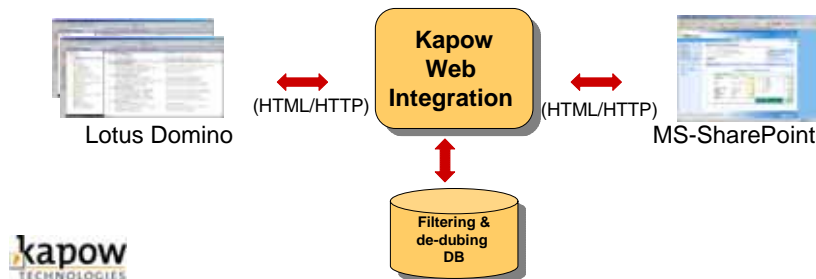 Kapow
Web
Integration
(HTML/HTTP)
(HTML/HTTP)
Lotus Domino
MS-SharePoint
Filtering &
de-dubing
DB
kapow
TECHNOLOGIES